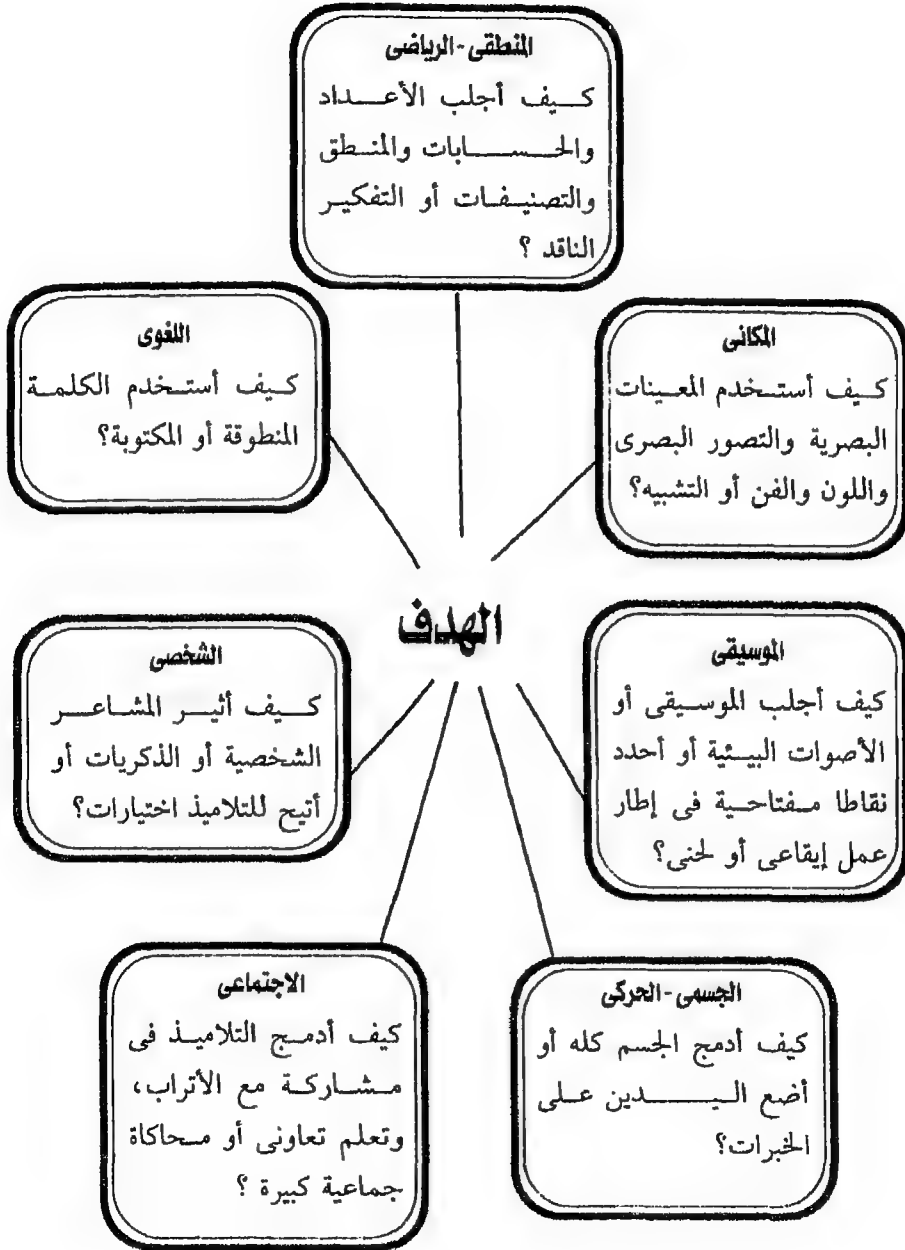 المنطقى-الرياضى
كيف أجلب الأعداد
والحسابات والمنطق
والتصنيفات أو التفكير
الناقد ؟
المكانى
كيف أستخدم المعينات
البصرية والتصور البصرى
واللون والفن أو التشبيه؟
اللغوى
كيف أستخدم الكلمة
المنطوقة أو المكتوبة؟
الهدف
الموسيقى
كيف أجلب الموسيقى أو
الأصوات البيئية أو أحدد
نقاطا مفتاحية فى إطار
عمل إيقاعى أو لحنى؟
الشخصى
كيف أثير المشاعر
الشخصية أو الذكريات أو
أتيح للتلاميذ اختيارات؟
الجسمى-الحركى
كيف أدمج الجسم كله أو
أضع اليدين على
الخبرات؟
الاجتماعى
كيف أدمج التلاميذ فى
مشاركة مع الأتراب،
وتعلم تعاونى أو محاكاة
جماعية كبيرة ؟